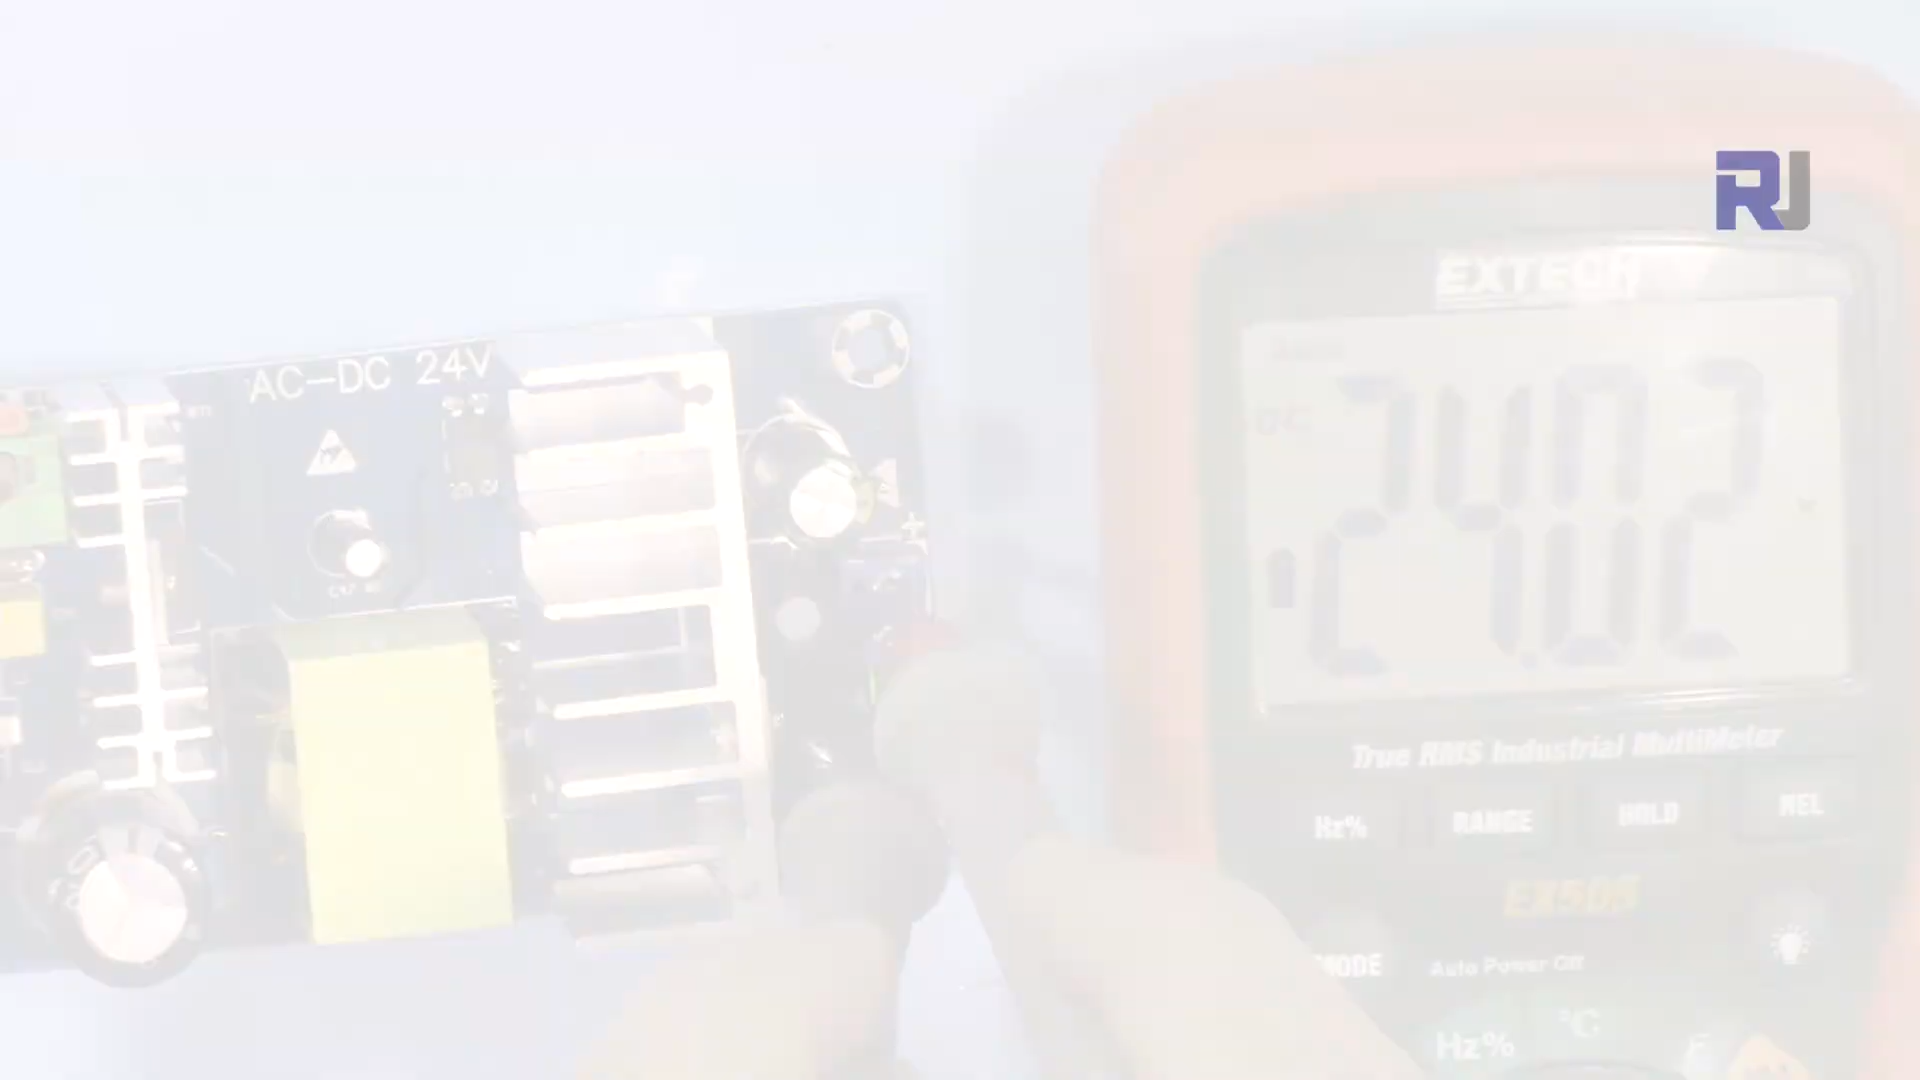 RJ
EXTECH
AC-DC 24V
24.02
True RMS Industrial MultiMeter
Hz%
RANGE
HOLD
REL
EX505
MODE
Auto Power Off
Hz%
°C
F